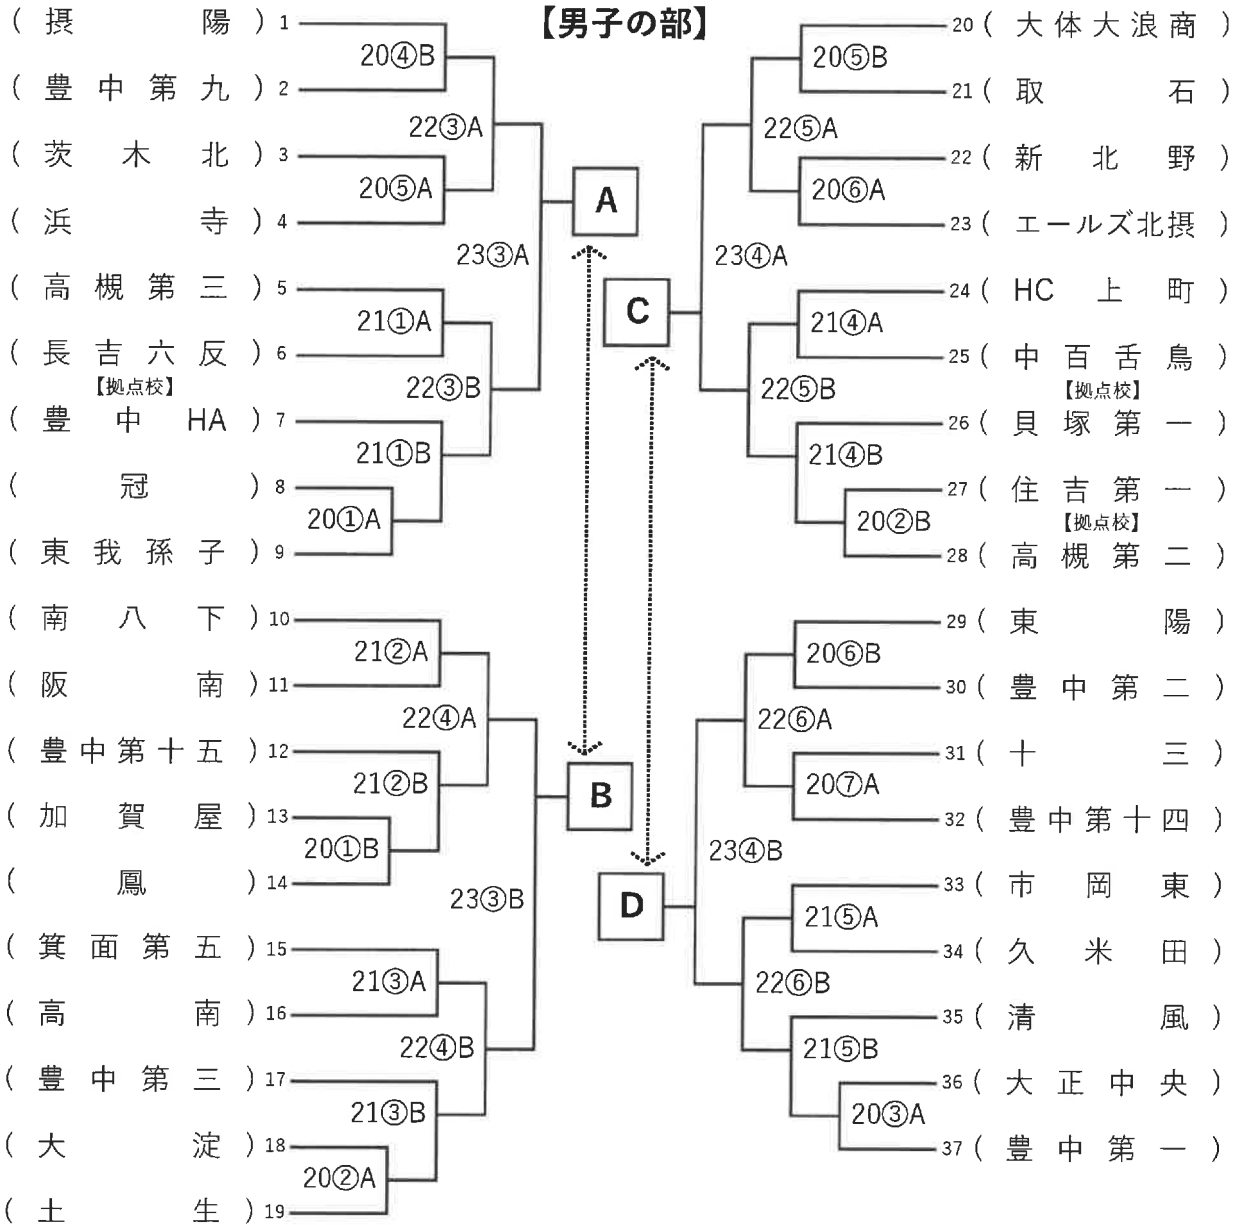 【男子の部】
(摂陽) 1
20④B
(豊中第九) 2
22③A
(茨木北) 3
20⑤A
(浜寺) 4
A
23③A
(高槻第三) 5
21①A
(長吉六反) 6
【拠点校】
22③B
(豊中HA) 7
21①B
(冠) 8
20①A
(東我孫子) 9
(南八下) 10
21②A
(阪南) 11
22④A
(豊中第十五) 12
21②B
(加賀屋) 13
20①B
(鳳) 14
B
23③B
(箕面第五) 15
21③A
(高南) 16
22④B
(豊中第三) 17
21③B
(大淀) 18
20②A
(土生) 19
20 (大体大浪商)
20⑤B
21 (取石)
22⑤A
22 (新北野)
20⑥A
23 (エールズ北摂)
23④A
C
24 (HC上町)
21④A
25 (中百舌鳥)
【拠点校】
22⑤B
26 (貝塚第一)
21④B
27 (住吉第一)
【拠点校】
20②B
28 (高槻第二)
29 (東陽)
20⑥B
30 (豊中第二)
22⑥A
31 (十三)
20⑦A
32 (豊中第十四)
23④B
D
33 (市岡東)
21⑤A
34 (久米田)
22⑥B
35 (清風)
21⑤B
36 (大正中央)
20③A
37 (豊中第一)